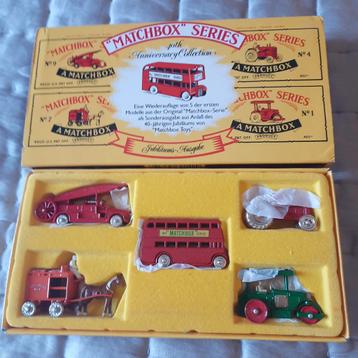 "MATCHBOX" SERIES
40th
Anniversary Collection
"MATCHBOX" SERIES
Nº 9
A MATCHBOX
"MATCHBOX" SERIES
Nº 4
A MATCHBOX
Nº 7
A MATCHBOX
SERIES
Nº 1
A MATCHBOX
Eine Wiederauflage von 5 der ersten
Modelle aus der Original "Matchbox-Serie"
als Sonderausgabe aus Anlaß des
40-jährigen Jubiläums von
"Matchbox Toys".
Jubiläums-Ausgabe
MATCHBOX